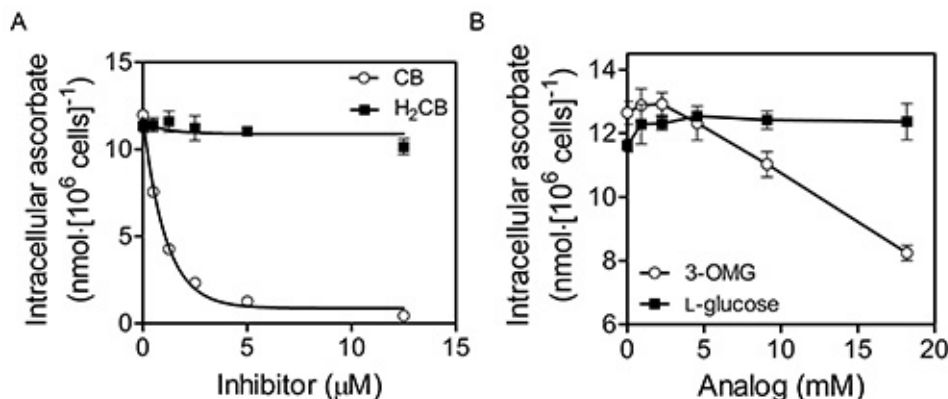 A
Intracellular ascorbate
(nmol·[10⁶ cells]⁻¹
15
10
5
0
CB
H₂CB
0
5
10
15
Inhibitor (μM)
B
Intracellular ascorbate
(nmol·[10⁶ cells]⁻¹
14
12
10
8
6
3-OMG
L-glucose
0
5
10
15
20
Analog (mM)